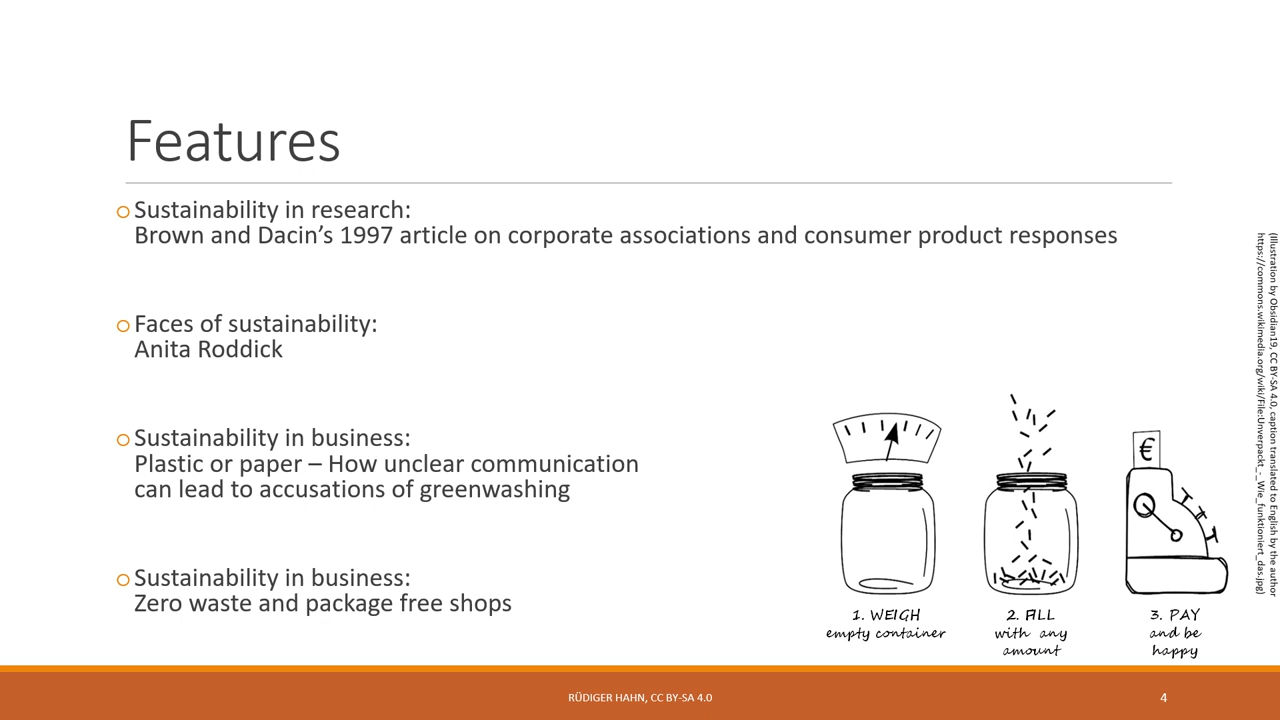 Features
Sustainability in research:
Brown and Dacin’s 1997 article on corporate associations and consumer product responses
Faces of sustainability:
Anita Roddick
Sustainability in business:
Plastic or paper – How unclear communication
can lead to accusations of greenwashing
Sustainability in business:
Zero waste and package free shops
€
1. WEIGH
empty container
2. FILL
with any
amount
3. PAY
and be
happy
(Illustration by Obsidian19, CC BY-SA 4.0, caption translated to English by the author
https://commons.wikimedia.org/wiki/File:Unverpackt_-_Wie_funktioniert_das.jpg)
RÜDIGER HAHN, CC BY-SA 4.0
4